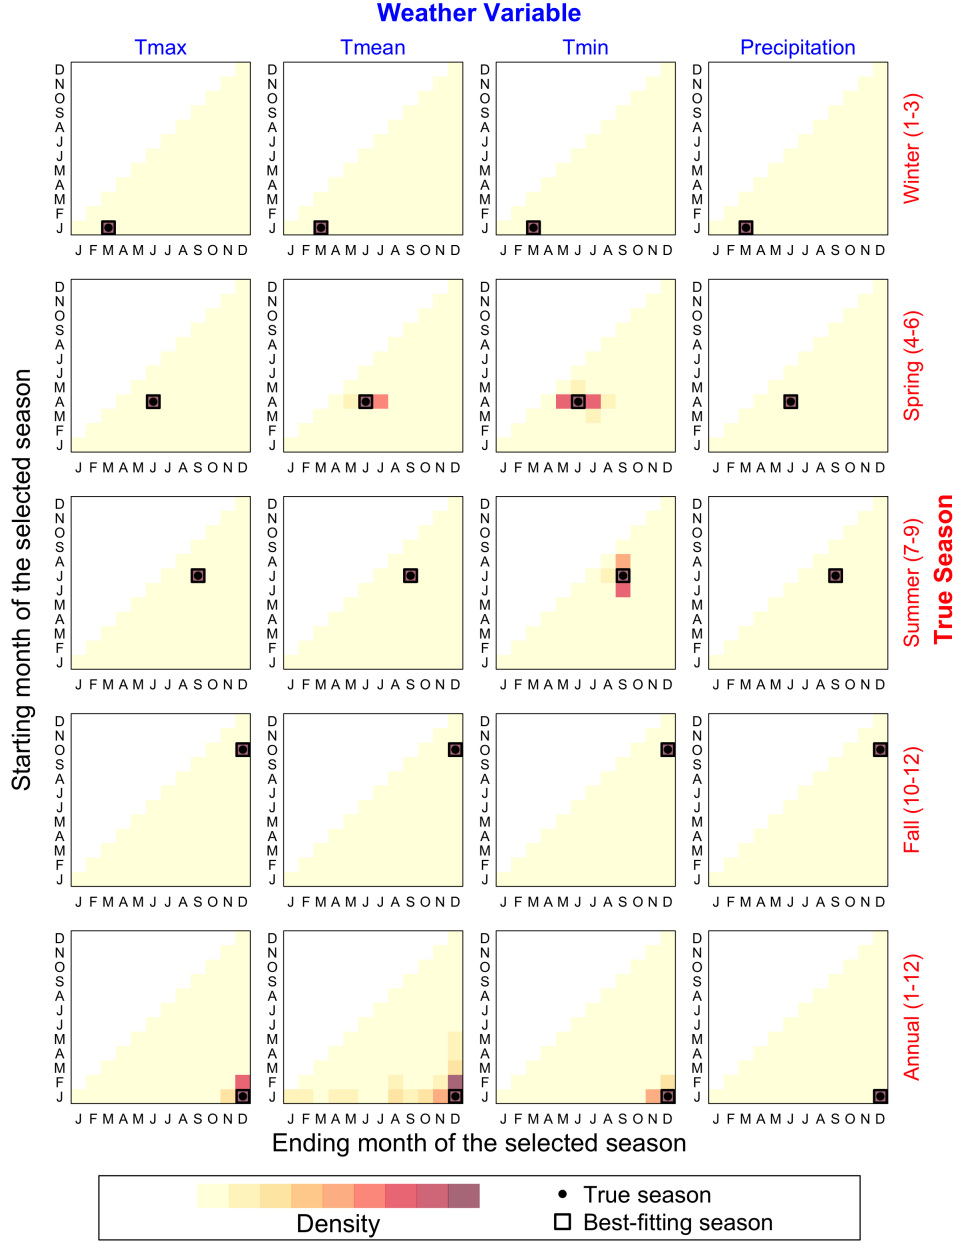 Weather Variable
Tmax Tmean Tmin Precipitation
D N O S A J J M A M F J
J F M A M J J A S O N D
D N O S A J J M A M F J
J F M A M J J A S O N D
D N O S A J J M A M F J
J F M A M J J A S O N D
D N O S A J J M A M F J
J F M A M J J A S O N D
Winter (1-3)
D N O S A J J M A M F J
J F M A M J J A S O N D
D N O S A J J M A M F J
J F M A M J J A S O N D
D N O S A J J M A M F J
J F M A M J J A S O N D
D N O S A J J M A M F J
J F M A M J J A S O N D
Spring (4-6)
Starting month of the selected season
D N O S A J J M A M F J
J F M A M J J A S O N D
D N O S A J J M A M F J
J F M A M J J A S O N D
D N O S A J J M A M F J
J F M A M J J A S O N D
D N O S A J J M A M F J
J F M A M J J A S O N D
Summer (7-9)
True Season
D N O S A J J M A M F J
J F M A M J J A S O N D
D N O S A J J M A M F J
J F M A M J J A S O N D
D N O S A J J M A M F J
J F M A M J J A S O N D
D N O S A J J M A M F J
J F M A M J J A S O N D
Fall (10-12)
D N O S A J J M A M F J
J F M A M J J A S O N D
D N O S A J J M A M F J
J F M A M J J A S O N D
D N O S A J J M A M F J
J F M A M J J A S O N D
D N O S A J J M A M F J
J F M A M J J A S O N D
Annual (1-12)
Ending month of the selected season
Density
True season
Best-fitting season